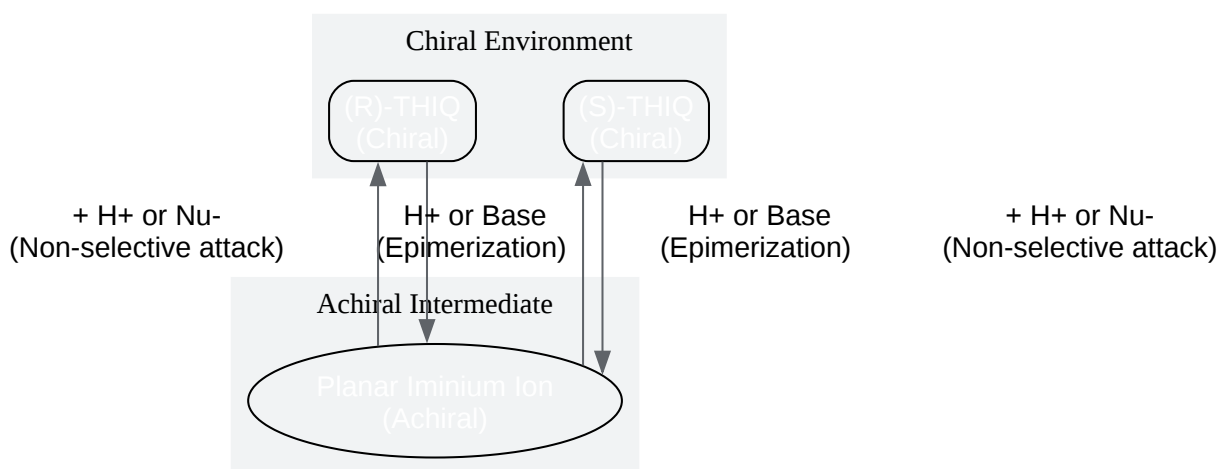 Chiral Environment
(R)-THIQ
(Chiral)
(S)-THIQ
(Chiral)
+ H+ or Nu-
(Non-selective attack)
H+ or Base
(Epimerization)
H+ or Base
(Epimerization)
+ H+ or Nu-
(Non-selective attack)
Achiral Intermediate
Planar Iminium Ion
(Achiral)